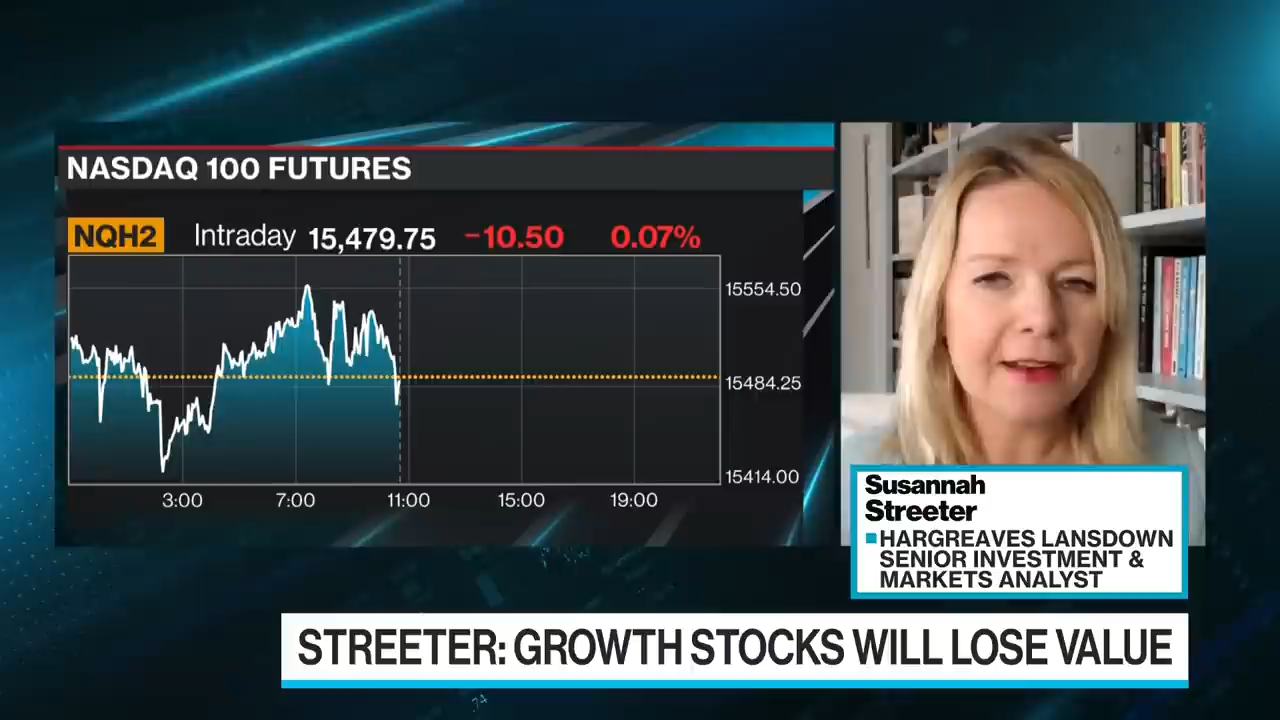 NASDAQ 100 FUTURES
NQH2 Intraday 15,479.75 -10.50 0.07%
15554.50
15484.25
15414.00
3:00 7:00 11:00 15:00 19:00
Susannah
Streeter
HARGREAVES LANSDOWN
SENIOR INVESTMENT &
MARKETS ANALYST
STREETER: GROWTH STOCKS WILL LOSE VALUE